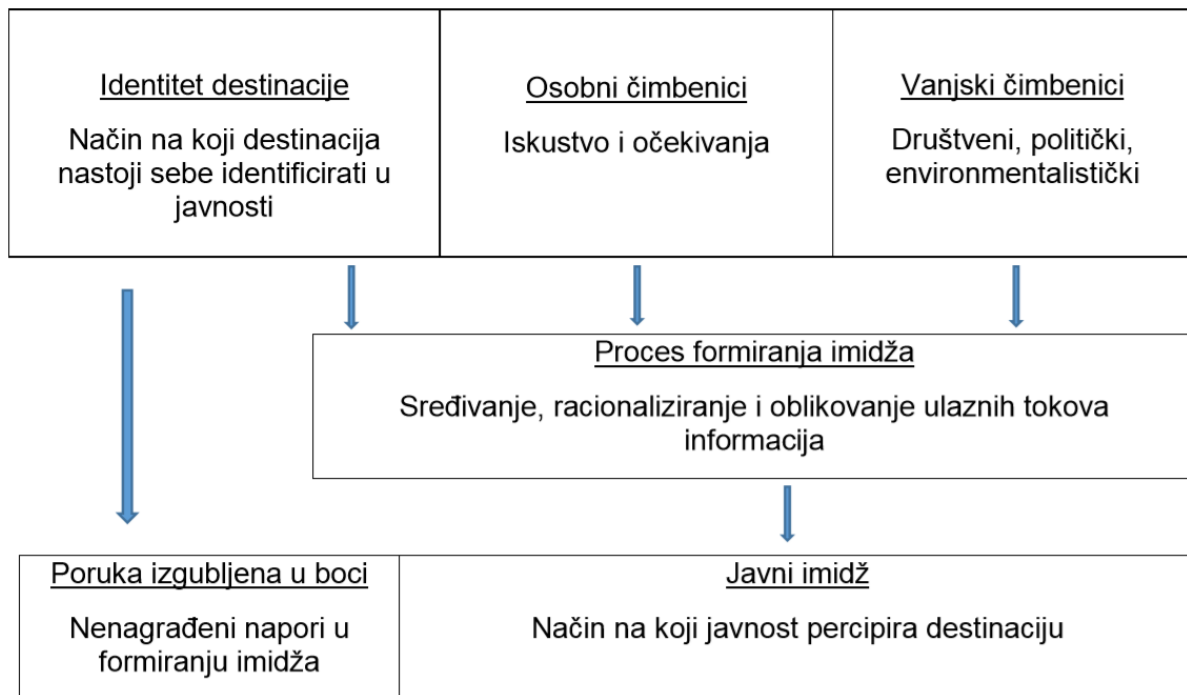 Identitet destinacije
Način na koji destinacija
nastoji sebe identificirati u
javnosti
Osobni čimbenici
Iskustvo i očekivanja
Vanjski čimbenici
Društveni, politički,
environmentalistički
Proces formiranja imidža
Sređivanje, racionaliziranje i oblikovanje ulaznih tokova
informacija
Poruka izgubljena u boci
Nenagrađeni napori u
formiranju imidža
Javni imidž
Način na koji javnost percipira destinaciju